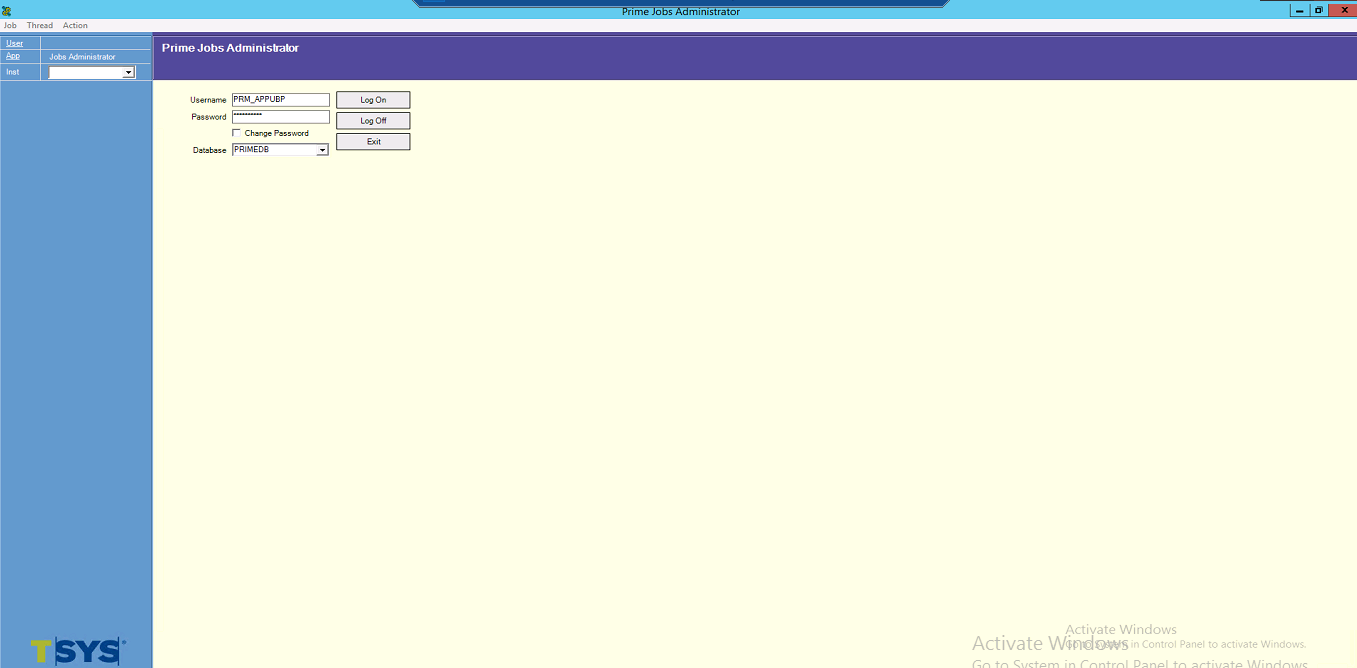 Prime Jobs Administrator
Job Thread Action
User
App Jobs Administrator
Inst
Prime Jobs Administrator
Username PRM_APPUBP Log On
Password ********** Log Off
Change Password
Exit
Database PRIMEDB
TSYS®
Activate Windows
Go to System in Control Panel to activate Windows.
Activate Windows
Go to System in Control Panel to activate Windows.